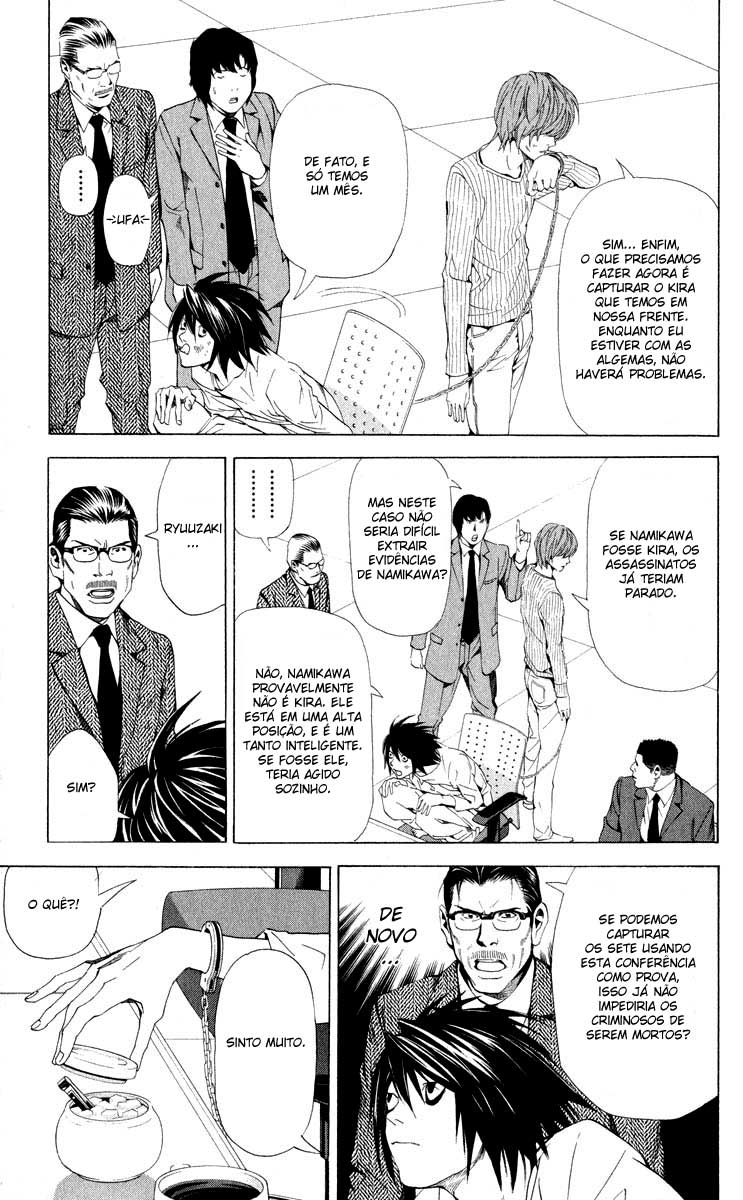 SIM... ENFIM,
O QUE PRECISAMOS
FAZER AGORA É
CAPTURAR O KIRA
QUE TEMOS EM
NOSSA FRENTE.
ENQUANTO EU
ESTIVER COM AS
ALGEMAS, NÃO
HAVERÁ PROBLEMAS.
DE FATO, E
SÓ TEMOS
UM MÊS.
UFA
......
SE NAMIKAWA
FOSSE KIRA, OS
ASSASSINATOS
JÁ TERIAM
PARADO.
MAS NESTE
CASO NÃO
SERIA DIFÍCIL
EXTRAIR
EVIDÊNCIAS
DE NAMIKAWA?
NÃO, NAMIKAWA
PROVAVELMENTE
NÃO É KIRA. ELE
ESTÁ EM UMA ALTA
POSIÇÃO, E É UM
TANTO INTELIGENTE.
SE FOSSE ELE,
TERIA AGIDO
SOZINHO.
......
RYUUZAKI
...
SIM?
SE PODEMOS
CAPTURAR
OS SETE USANDO
ESTA CONFERÊNCIA
COMO PROVA,
ISSO JÁ NÃO
IMPEDIRIA OS
CRIMINOSOS DE
SEREM MORTOS?
DE
NOVO
...
SINTO MUITO.
O QUÊ?!